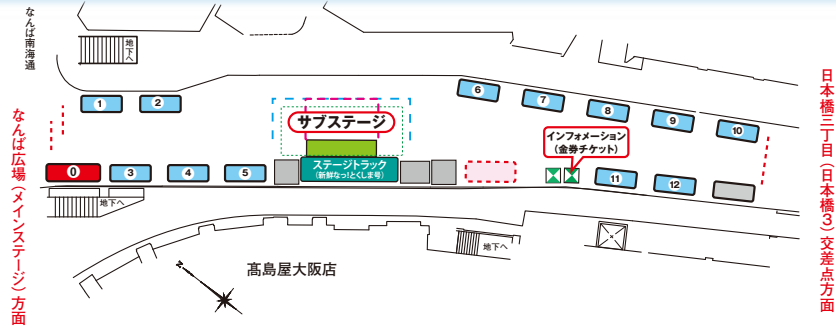 なんば南海通
地下へ
なんば広場（メインステージ）方面
日本橋三丁目（日本橋3）交差点方面
1
2
6
7
8
9
10
サブステージ
インフォメーション
（金券チケット）
0
3
4
5
ステージトラック
（新鮮なっ！とくしま号）
11
12
地下へ
地下へ
髙島屋大阪店
N